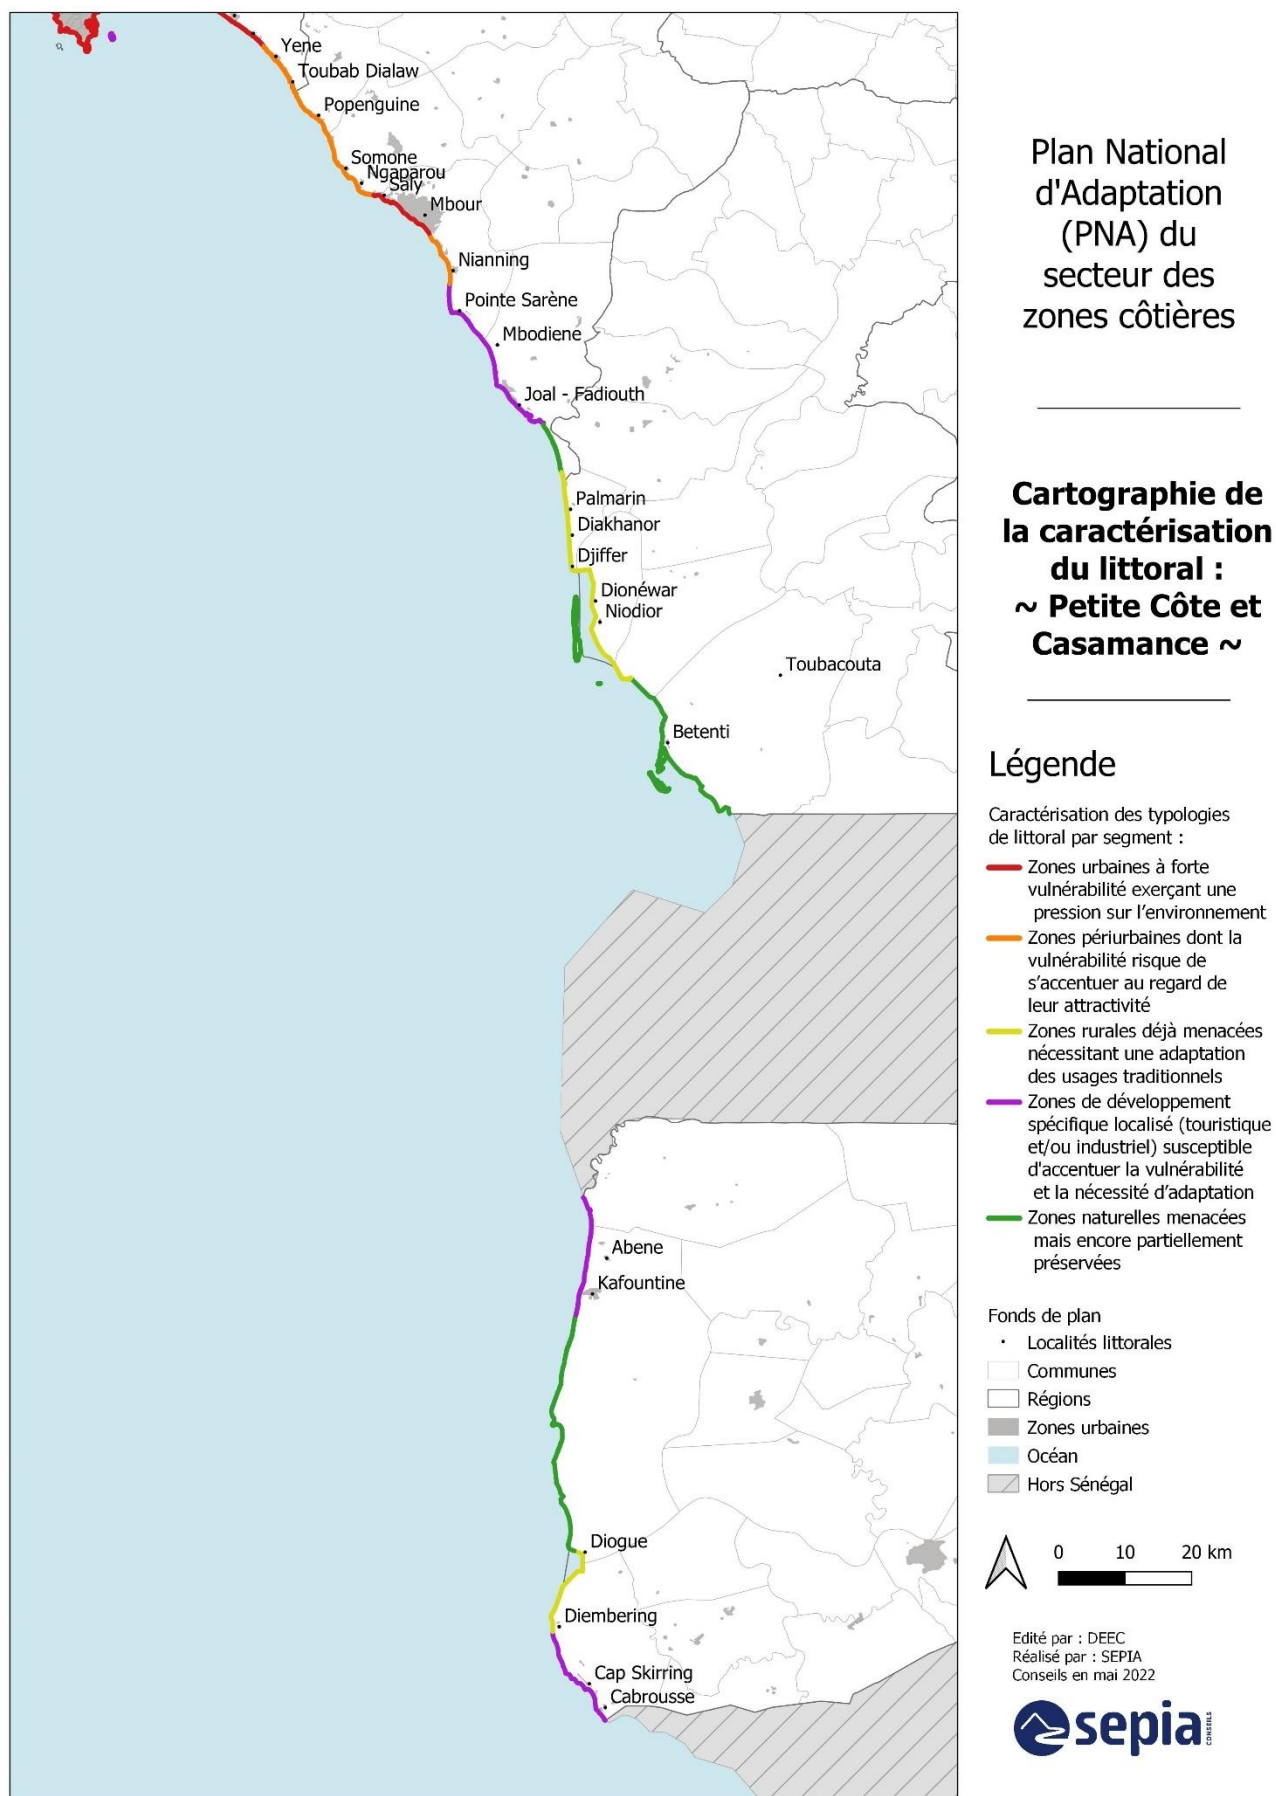 Yene
Toubab Dialaw
Popenguine
Somone
Ngaparou
Saly
Mbour
Nianning
Pointe Sarène
Mbodiene
Joal - Fadiouth
Palmarin
Diakhanor
Djiffer
Dionéwar
Niodior
Toubacouta
Betenti
Abene
Kafountine
Diogue
Diembering
Cap Skirring
Cabrousse
Plan National
d'Adaptation
(PNA) du
secteur des
zones côtières
Cartographie de
la caractérisation
du littoral :
~ Petite Côte et
Casamance ~
Légende
Caractérisation des typologies
de littoral par segment :
Zones urbaines à forte
vulnérabilité exerçant une
pression sur l'environnement
Zones périurbaines dont la
vulnérabilité risque de
s'accentuer au regard de
leur attractivité
Zones rurales déjà menacées
nécessitant une adaptation
des usages traditionnels
Zones de développement
spécifique localisé (touristique
et/ou industriel) susceptible
d'accentuer la vulnérabilité
et la nécessité d'adaptation
Zones naturelles menacées
mais encore partiellement
préservées
Fonds de plan
Localités littorales
Communes
Régions
Zones urbaines
Océan
Hors Sénégal
0 10 20 km
Edité par : DEEC
Réalisé par : SEPIA
Conseils en mai 2022
sepia
CONSEILS